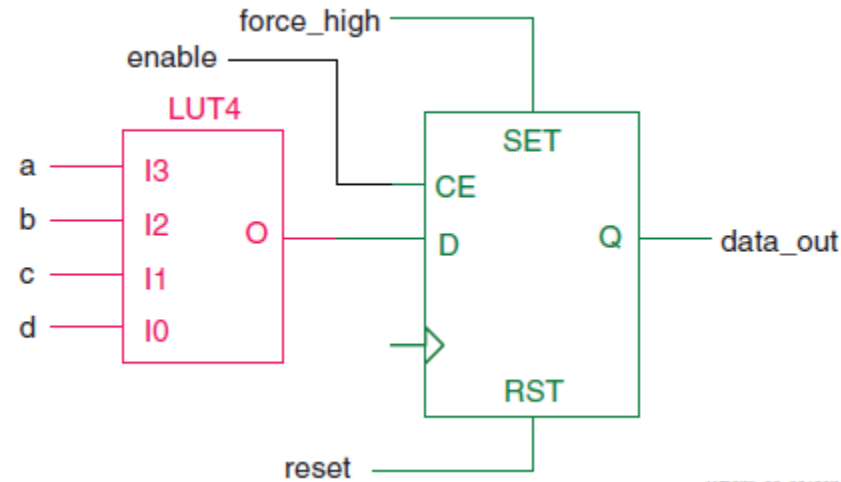 force_high
enable
LUT4
SET
a
I3
CE
b
I2
O
D
Q
data_out
c
I1
d
I0
RST
reset